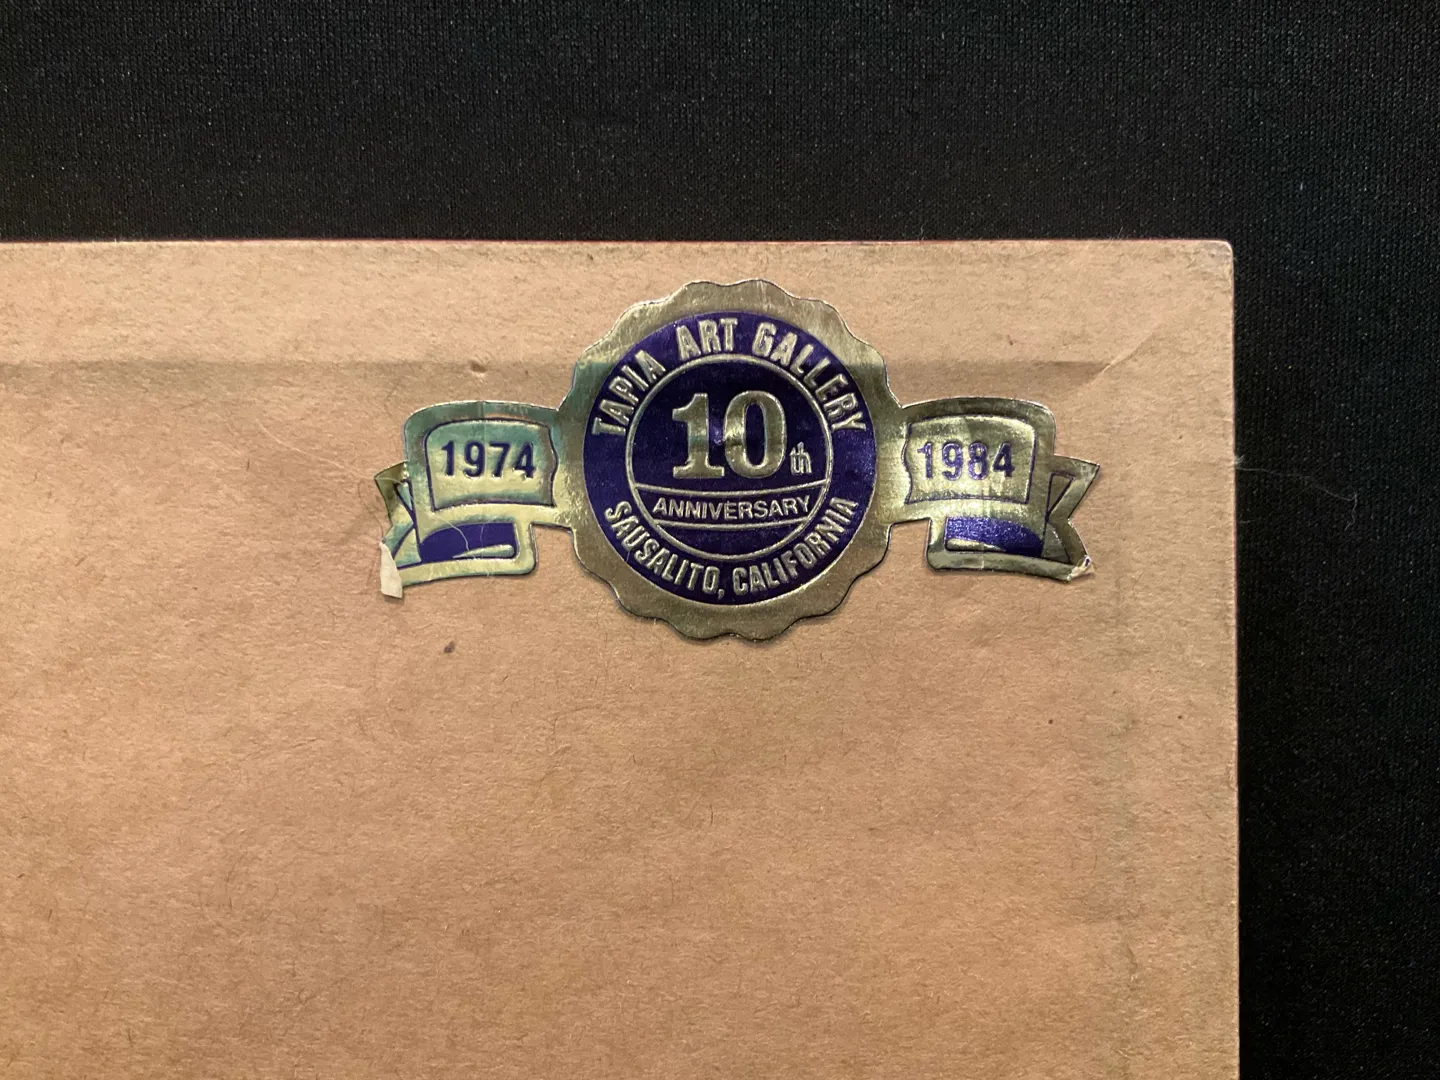 TAPIA ART GALLERY
1974
10th
1984
ANNIVERSARY
SAUSALITO, CALIFORNIA